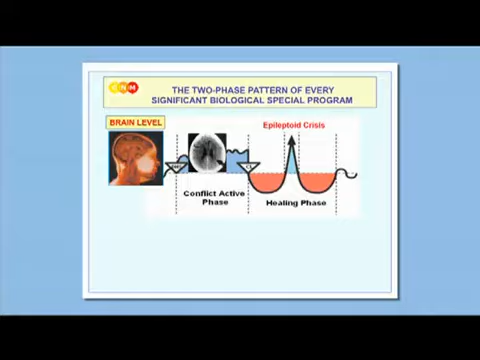 GNM
THE TWO-PHASE PATTERN OF EVERY
SIGNIFICANT BIOLOGICAL SPECIAL PROGRAM
BRAIN LEVEL
Epileptoid Crisis
CL
Conflict Active
Phase
Healing Phase